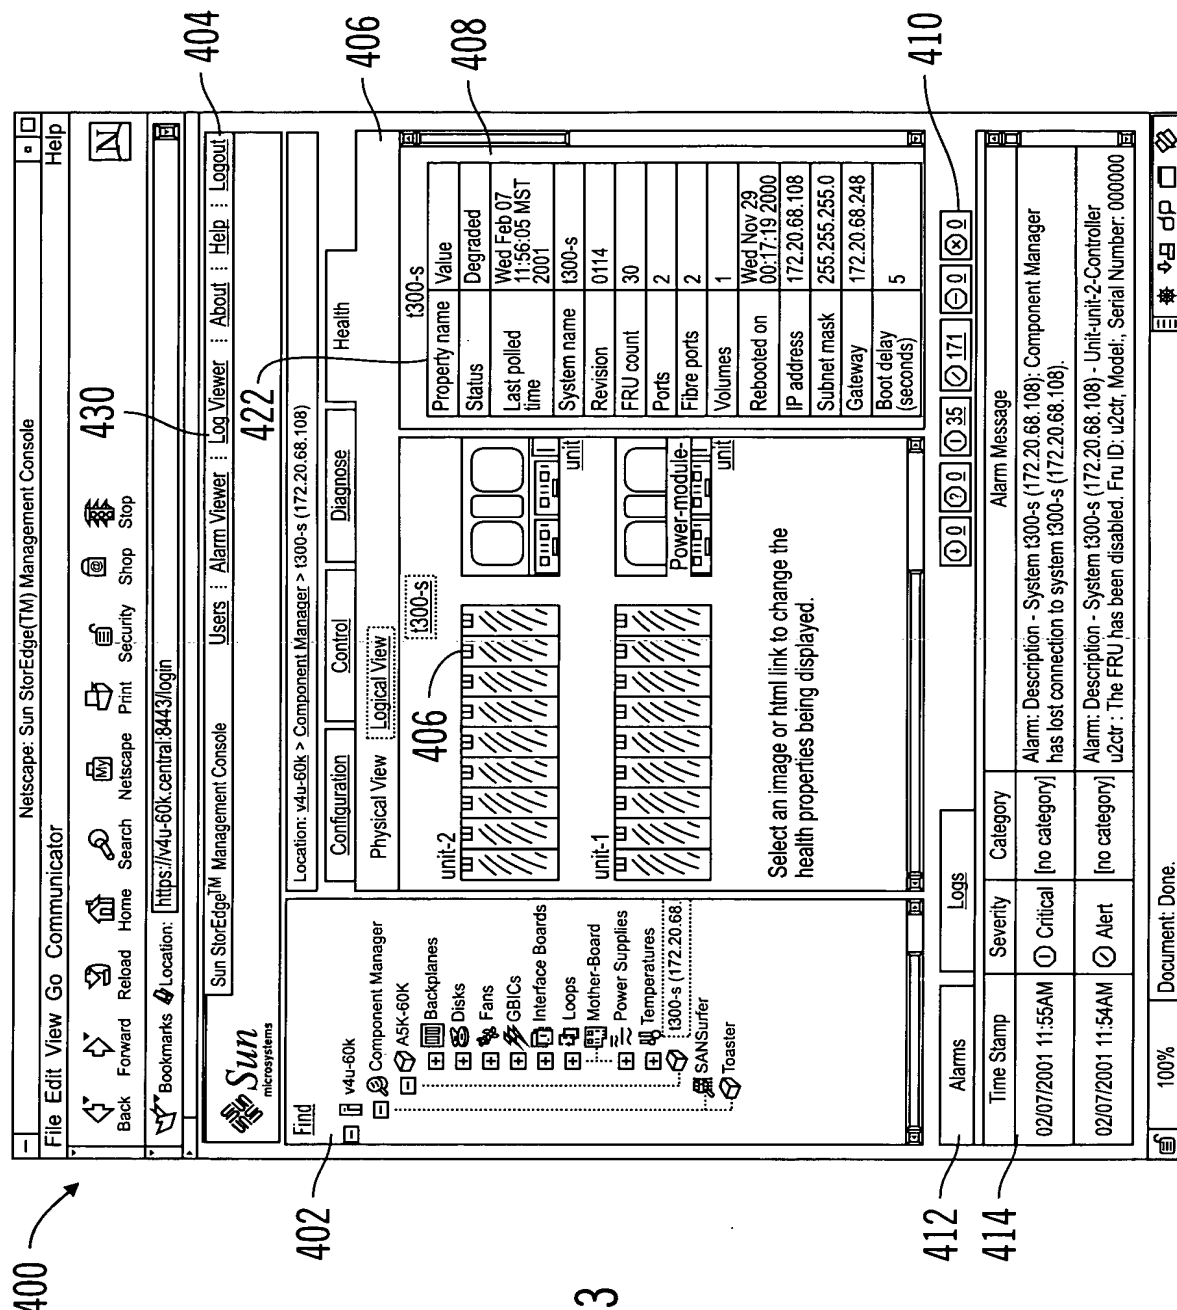 400
Netscape: Sun StorEdge(TM) Management Console
File Edit View Go Communicator
Help
Back
Forward
Reload
Home
Search
Netscape
Print
Security
Shop
Stop
My
N
Bookmarks
Location: https://v4u-60k.central:8443/login
430
404
Sun
microsystems
Sun StorEdge™ Management Console
Users
Alarm Viewer
Log Viewer
About
Help
Logout
Location: v4u-60k > Component Manager > t300-s (172.20.68.108)
422
406
402
Find
v4u-60k
Component Manager
A5K-60K
Backplanes
Disks
Fans
GBICs
Interface Boards
Loops
Mother-Board
Power Supplies
Temperatures
t300-s (172.20.68.
SANSurfer
Toaster
Configuration
Control
Diagnose
Health
Physical View
Logical View
406
t300-s
unit-2
unit
unit-1
Power-module-
unit
Select an image or html link to change the
health properties being displayed.
408
t300-s
Property name Value
Status Degraded
Last polled time Wed Feb 07 11:56:05 MST 2001
System name t300-s
Revision 0114
FRU count 30
Ports 2
Fibre ports 2
Volumes 1
Rebooted on Wed Nov 29 00:17:19 2000
IP address 172.20.68.108
Subnet mask 255.255.255.0
Gateway 172.20.68.248
Boot delay (seconds) 5
412
Alarms
Logs
0
? 0
35
171
0
0
410
414
Time Stamp Severity Category Alarm Message
02/07/2001 11:55AM Critical [no category] Alarm: Description - System t300-s (172.20.68.108): Component Manager
has lost connection to system t300-s (172.20.68.108).
02/07/2001 11:54AM Alert [no category] Alarm: Description - System t300-s (172.20.68.108) - Unit-unit-2-Controller
u2ctr : The FRU has been disabled. Fru ID: u2ctr, Model:, Serial Number: 000000
100%
Document: Done.
3